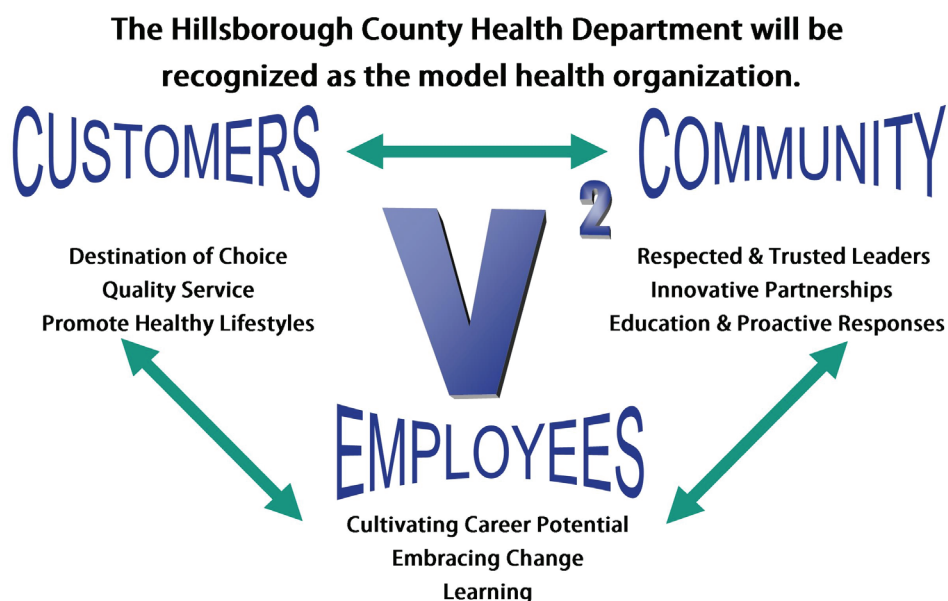 The Hillsborough County Health Department will be
recognized as the model health organization.
CUSTOMERS
COMMUNITY
V²
Destination of Choice
Quality Service
Promote Healthy Lifestyles
Respected & Trusted Leaders
Innovative Partnerships
Education & Proactive Responses
EMPLOYEES
Cultivating Career Potential
Embracing Change
Learning